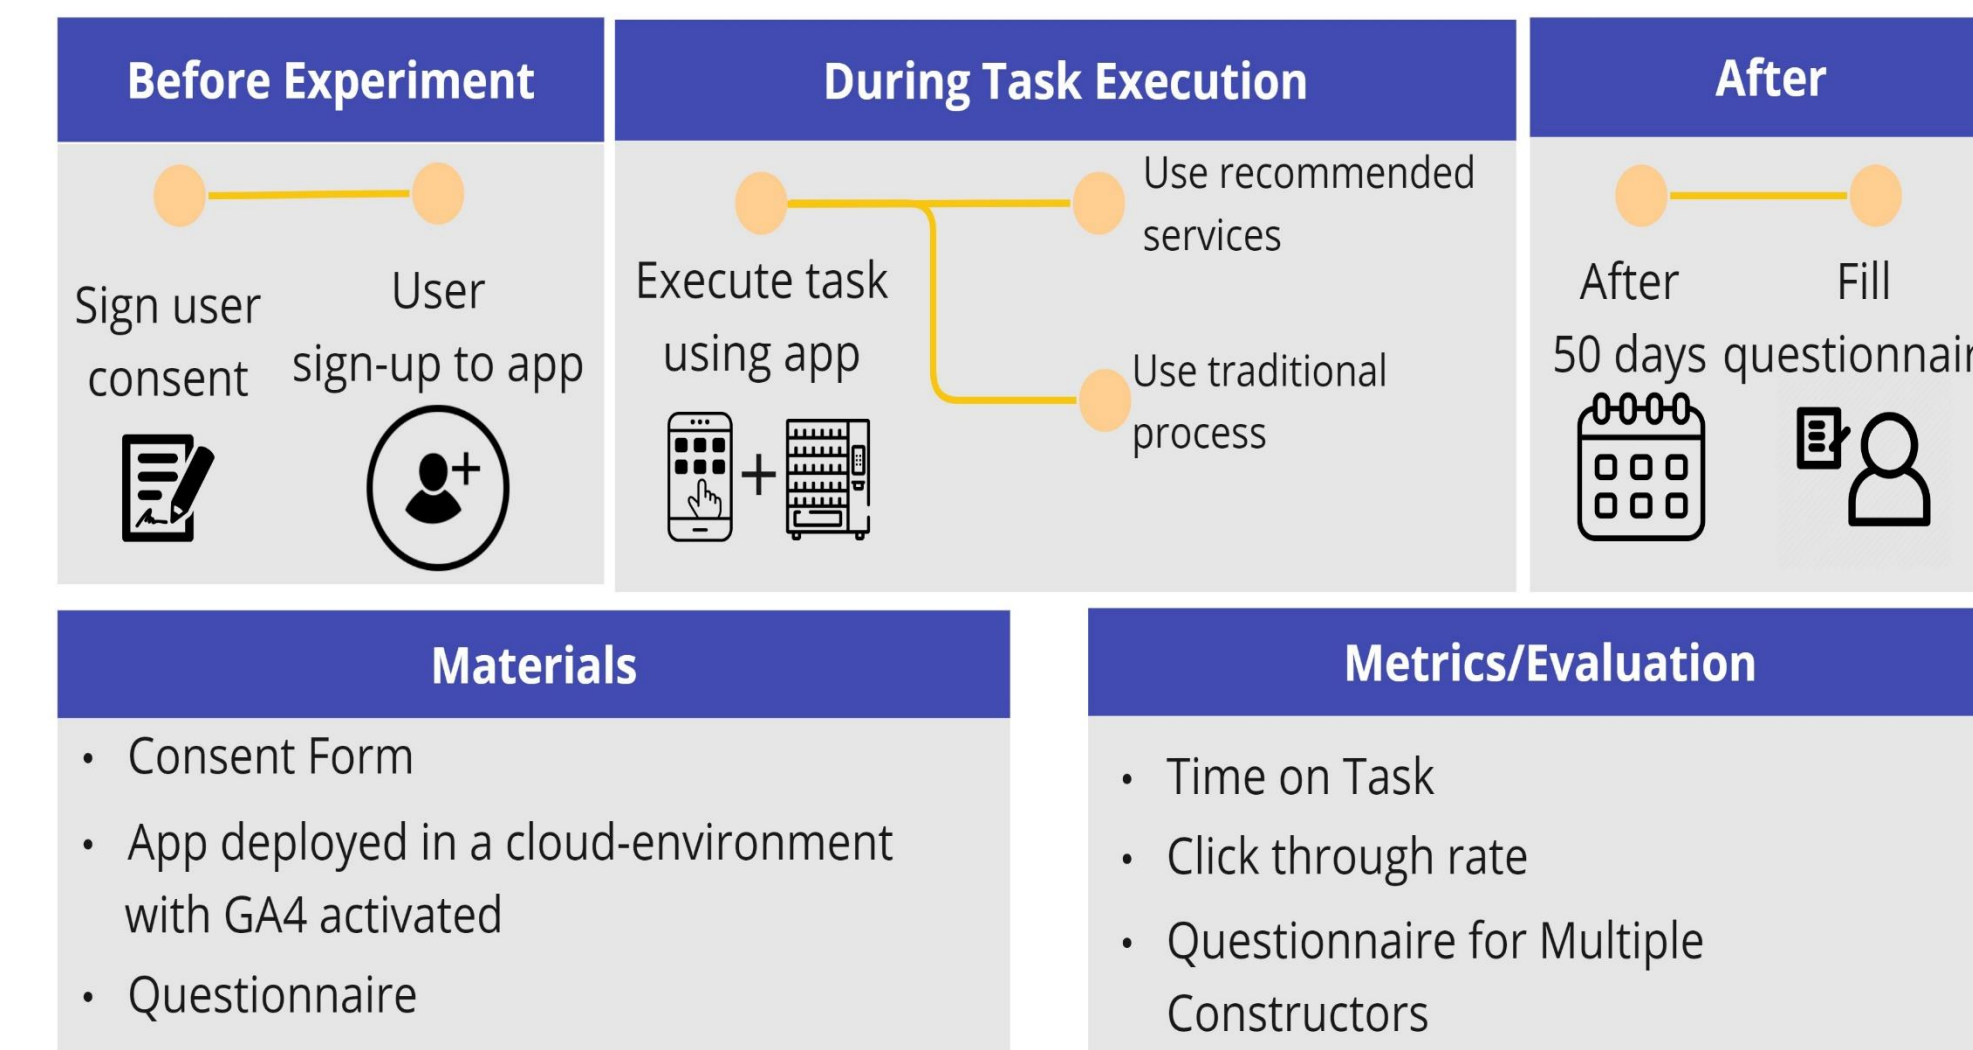 Before Experiment
During Task Execution
After
Sign user
consent
User
sign-up to app
Execute task
using app
Use recommended
services
Use traditional
process
After
50 days
Fill
questionnair
Materials
• Consent Form
• App deployed in a cloud-environment
with GA4 activated
• Questionnaire
Metrics/Evaluation
• Time on Task
• Click through rate
• Questionnaire for Multiple
Constructors